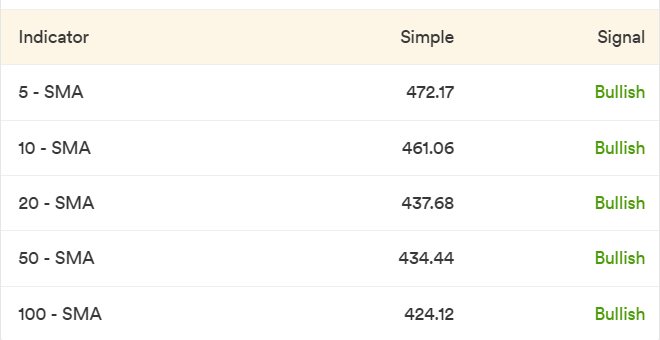 Indicator Simple Signal
5 - SMA 472.17 Bullish
10 - SMA 461.06 Bullish
20 - SMA 437.68 Bullish
50 - SMA 434.44 Bullish
100 - SMA 424.12 Bullish